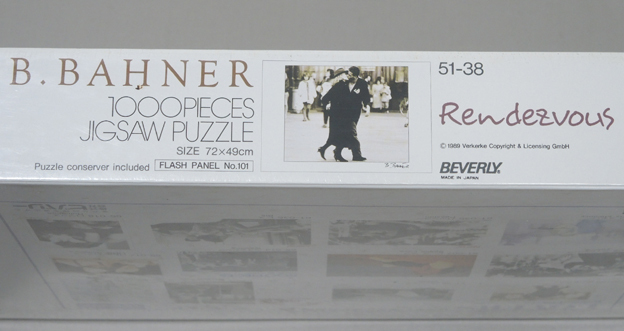 B. BAHNER
1000PIECES
JIGSAW PUZZLE
SIZE 72×49cm
Puzzle conserver included FLASH PANEL No.101
51-38
Rendezvous
© 1989 Verkerke Copyright & Licensing GmbH
BEVERLY.
MADE IN JAPAN